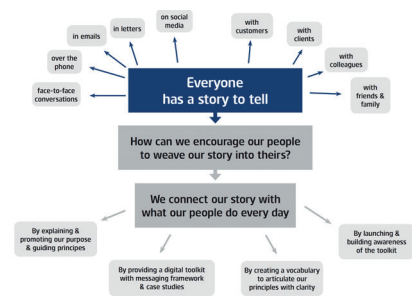 on social
media
in letters
in emails
over the
phone
face-to-face
conversations
with
customers
with
clients
with
colleagues
with
friends &
family
Everyone
has a story to tell
How can we encourage our people
to weave our story into theirs?
We connect our story with
what our people do every day
By explaining &
promoting our purpose
& guiding principes
By providing a digital toolkit
with messaging framework
& case studies
By creating a vocabulary
to articulate our
principles with clarity
By launching &
building awareness
of the toolkit